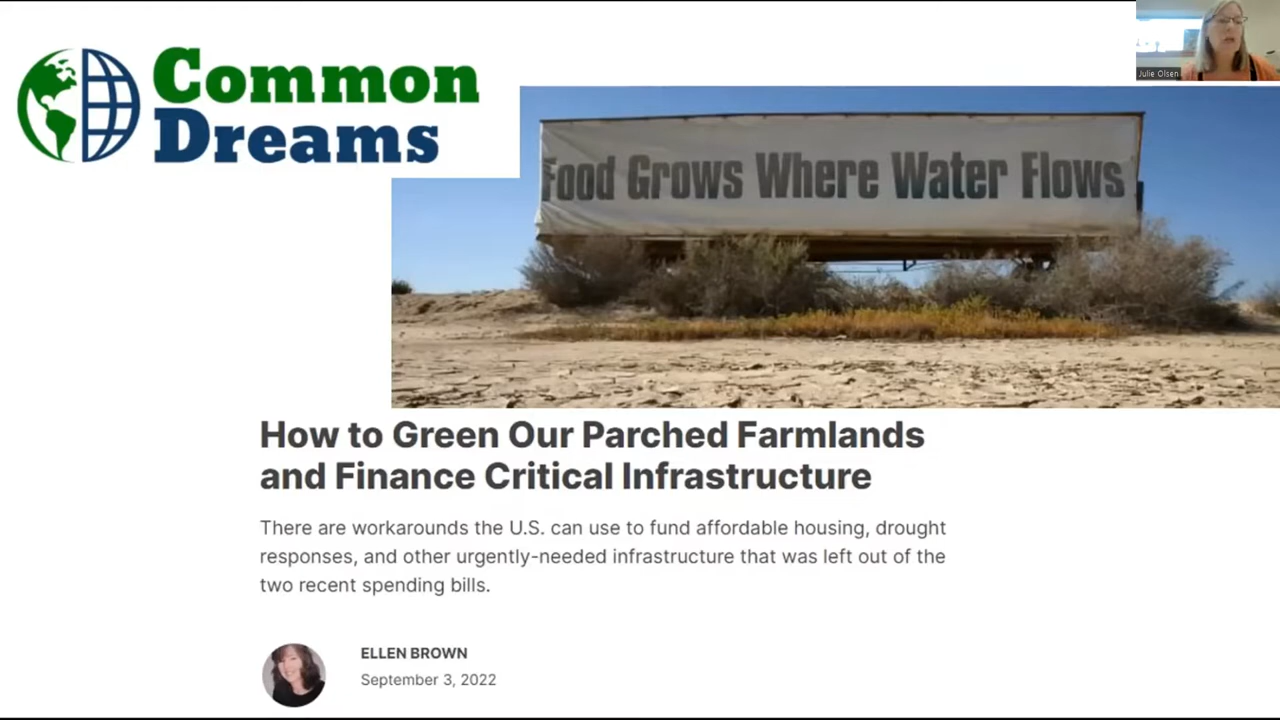 Common
Dreams
Julie Olsen
Food Grows Where Water Flows
How to Green Our Parched Farmlands
and Finance Critical Infrastructure
There are workarounds the U.S. can use to fund affordable housing, drought
responses, and other urgently-needed infrastructure that was left out of the
two recent spending bills.
ELLEN BROWN
September 3, 2022